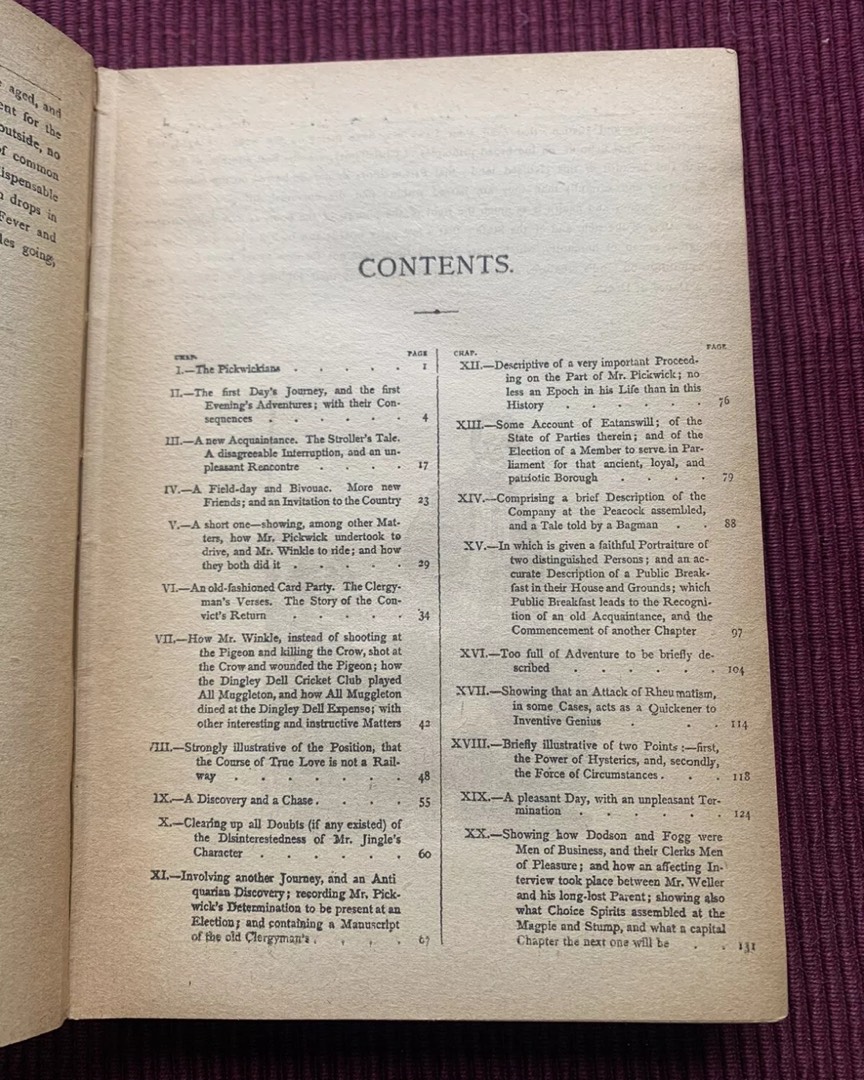 aged, and
ent for the
outside, no
of common
ispensable
drops in
Fever and
les going,
CONTENTS.
CHAP. PAGE
I.—The Pickwickians . . . . . 1
II.—The first Day's Journey, and the first
Evening's Adventures; with their Con-
sequences . . . . . . 4
III.—A new Acquaintance. The Stroller's Tale.
A disagreeable Interruption, and an un-
pleasant Rencontre . . . . 17
IV.—A Field-day and Bivouac. More new
Friends; and an Invitation to the Country 23
V.—A short one—showing, among other Mat-
ters, how Mr. Pickwick undertook to
drive, and Mr. Winkle to ride; and how
they both did it . . . . . 29
VI.—An old-fashioned Card Party. The Clergy-
man's Verses. The Story of the Con-
vict's Return . . . . . 34
VII.—How Mr. Winkle, instead of shooting at
the Pigeon and killing the Crow, shot at
the Crow and wounded the Pigeon; how
the Dingley Dell Cricket Club played
All Muggleton, and how All Muggleton
dined at the Dingley Dell Expense; with
other interesting and instructive Matters 42
VIII.—Strongly illustrative of the Position, that
the Course of True Love is not a Rail-
way . . . . . . . 48
IX.—A Discovery and a Chase . . . . 55
X.—Clearing up all Doubts (if any existed) of
the Disinterestedness of Mr. Jingle's
Character . . . . . . 60
XI.—Involving another Journey, and an Anti
quarian Discovery; recording Mr. Pick-
wick's Determination to be present at an
Election; and containing a Manuscript
of the old Clergyman's . . . . 67
CHAP. PAGE
XII.—Descriptive of a very important Proceed-
ing on the Part of Mr. Pickwick; no
less an Epoch in his Life than in this
History . . . . . . 76
XIII.—Some Account of Eatanswill; of the
State of Parties therein; and of the
Election of a Member to serve in Par-
liament for that ancient, loyal, and
patriotic Borough . . . . 79
XIV.—Comprising a brief Description of the
Company at the Peacock assembled,
and a Tale told by a Bagman . . 88
XV.—In which is given a faithful Portraiture of
two distinguished Persons; and an ac-
curate Description of a Public Break-
fast in their House and Grounds; which
Public Breakfast leads to the Recogni-
tion of an old Acquaintance, and the
Commencement of another Chapter 97
XVI.—Too full of Adventure to be briefly de-
scribed . . . . . . 104
XVII.—Showing that an Attack of Rheumatism,
in some Cases, acts as a Quickener to
Inventive Genius . . . . 114
XVIII.—Briefly illustrative of two Points:—first,
the Power of Hysterics, and, secondly,
the Force of Circumstances . . . 118
XIX.—A pleasant Day, with an unpleasant Ter-
mination . . . . . . 124
XX.—Showing how Dodson and Fogg were
Men of Business, and their Clerks Men
of Pleasure; and how an affecting In-
terview took place between Mr. Weller
and his long-lost Parent; showing also
what Choice Spirits assembled at the
Magpie and Stump, and what a capital
Chapter the next one will be . . 131